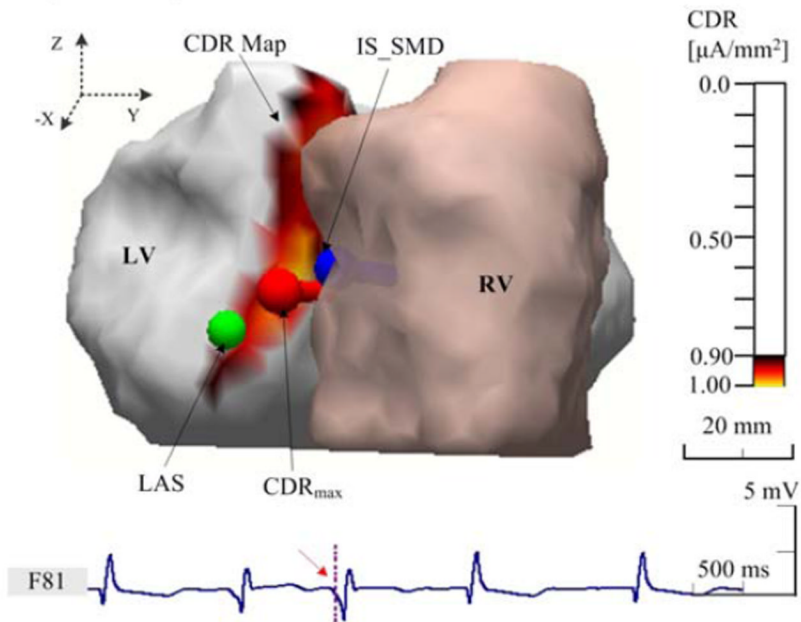 CDR
[μA/mm²]
Z
CDR Map
IS_SMD
-X
Y
0.0
LV
RV
0.50
0.90
1.00
20 mm
LAS
CDRmax
5 mV
F81
500 ms